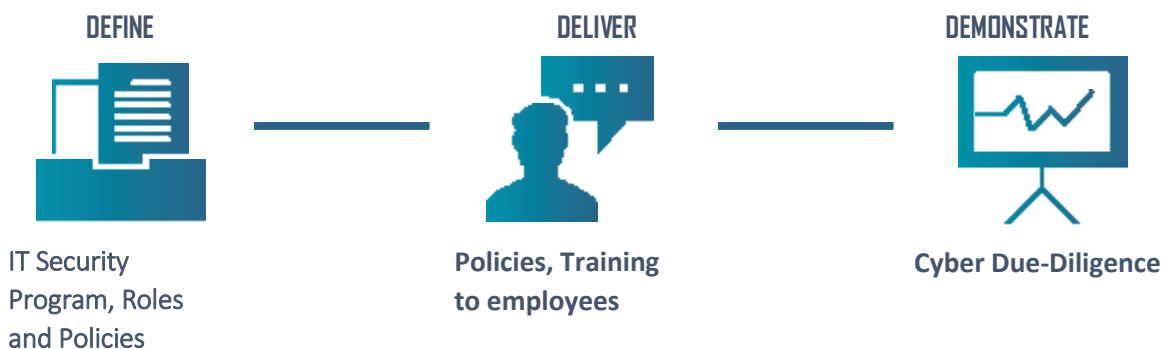 DEFINE
DELIVER
DEMONSTRATE
IT Security
Program, Roles
and Policies
Policies, Training
to employees
Cyber Due-Diligence